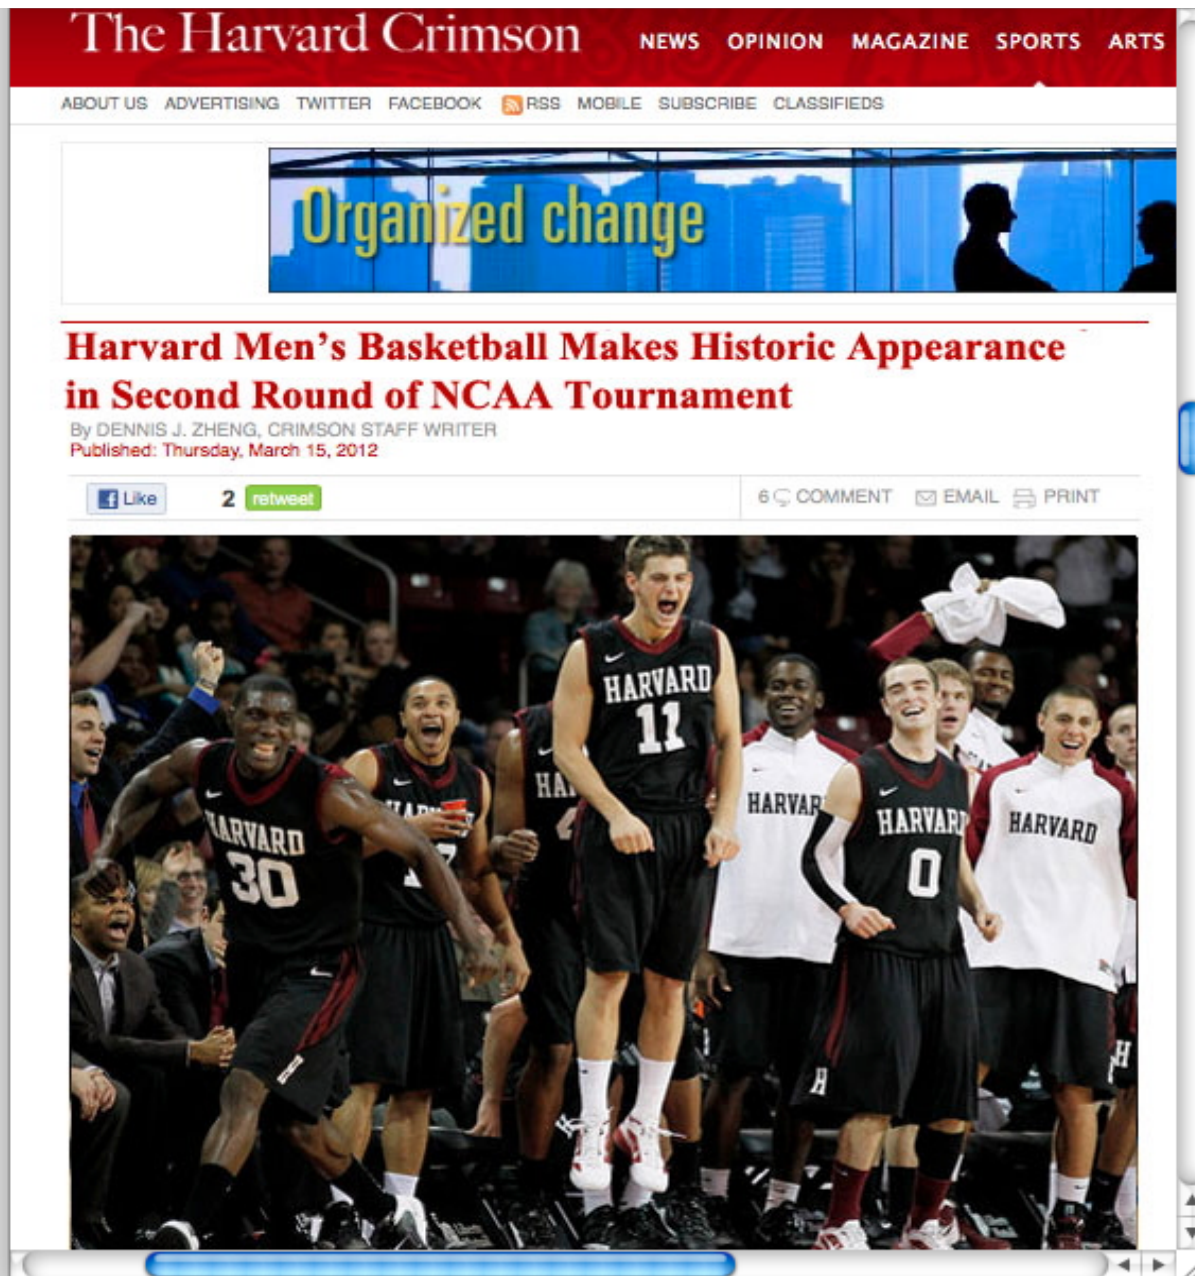 The Harvard Crimson NEWS OPINION MAGAZINE SPORTS ARTS
ABOUT US ADVERTISING TWITTER FACEBOOK RSS MOBILE SUBSCRIBE CLASSIFIEDS
Organized change
Harvard Men's Basketball Makes Historic Appearance
in Second Round of NCAA Tournament
By DENNIS J. ZHENG, CRIMSON STAFF WRITER
Published: Thursday, March 15, 2012
Like 2 retweet 6 COMMENT EMAIL PRINT
HARVARD
11
HARVARD
30
HARVARD
0
HARVARD
H
H